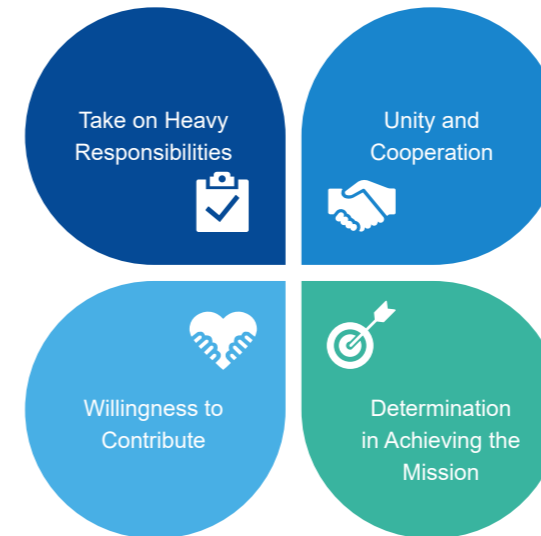 Take on Heavy
Responsibilities
Unity and
Cooperation
Willingness to
Contribute
Determination
in Achieving the
Mission